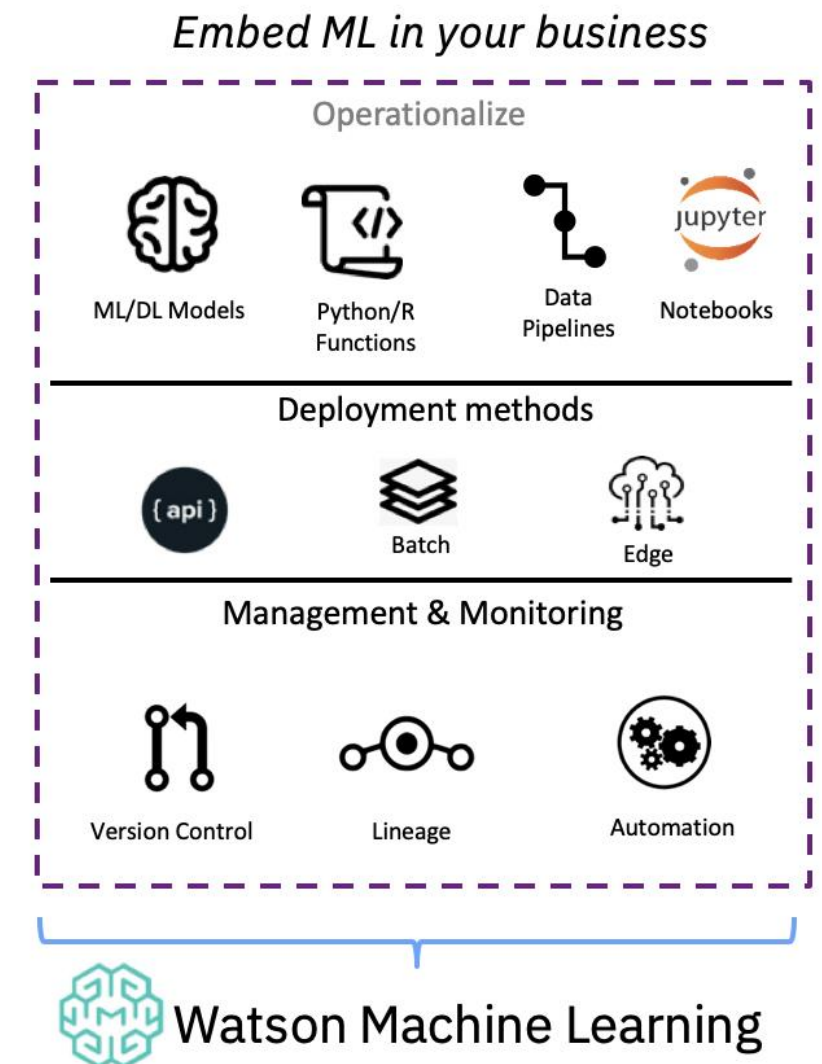 Embed ML in your business
Operationalize
</>
jupyter
ML/DL Models
Python/R
Functions
Data
Pipelines
Notebooks
Deployment methods
{ api }
Batch
Edge
Management & Monitoring
Version Control
Lineage
Automation
ML
Watson Machine Learning